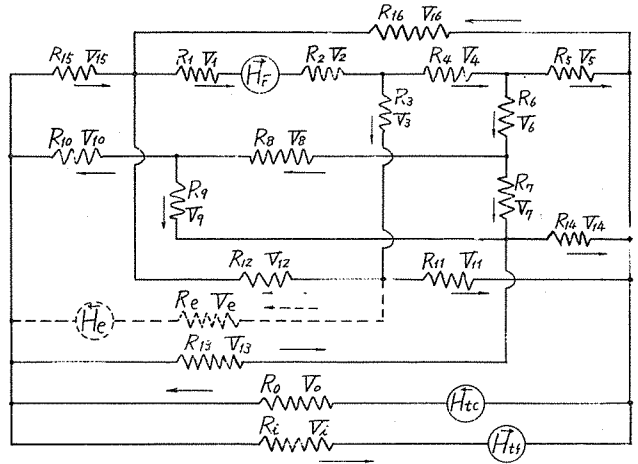 R16 V16
R15 V15 R1 V1 HF R2 V2 R4 V4 R5 V5
R3 V3 R6 V6
R10 V10 R8 V8
R9 V9 R7 V7
R14 V14
R12 V12 R11 V11
He Re Ve
R13 V13
R0 V0 Htc
Ri Vi Hts